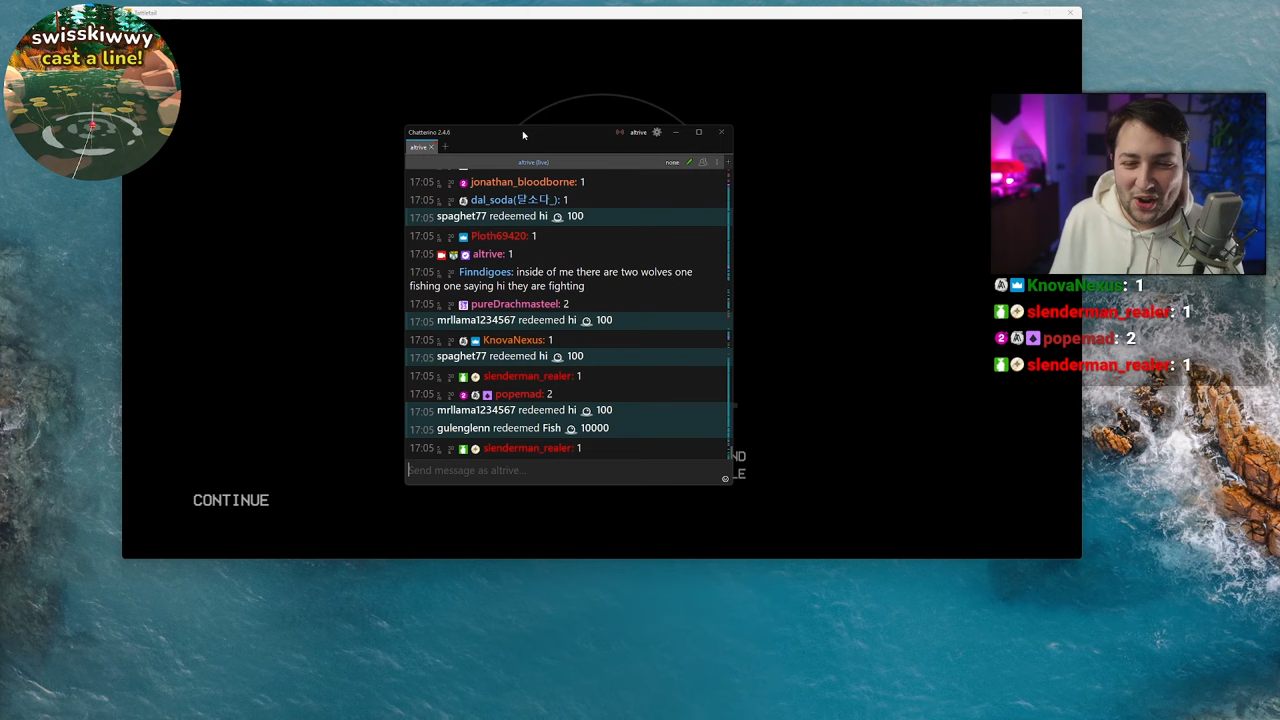 swisskiwwy
cast a line!
Tattletail
Chatterino 2.4.6
altrive
altrive
altrive (live)
none
17:05 jonathan_bloodborne: 1
17:05 dal_soda(달소다_): 1
17:05 spaghet77 redeemed hi 100
17:05 Ploth69420: 1
17:05 altrive: 1
17:05 Finndigoes: inside of me there are two wolves one
fishing one saying hi they are fighting
17:05 pureDrachmasteel: 2
17:05 mrllama1234567 redeemed hi 100
17:05 KnovaNexus: 1
17:05 spaghet77 redeemed hi 100
17:05 slenderman_realer: 1
17:05 popemad: 2
17:05 mrllama1234567 redeemed hi 100
17:05 gulenglenn redeemed Fish 10000
17:05 slenderman_realer: 1
Send message as altrive...
ND
LE
CONTINUE
KnovaNexus: 1
slenderman_realer: 1
popemad: 2
slenderman_realer: 1